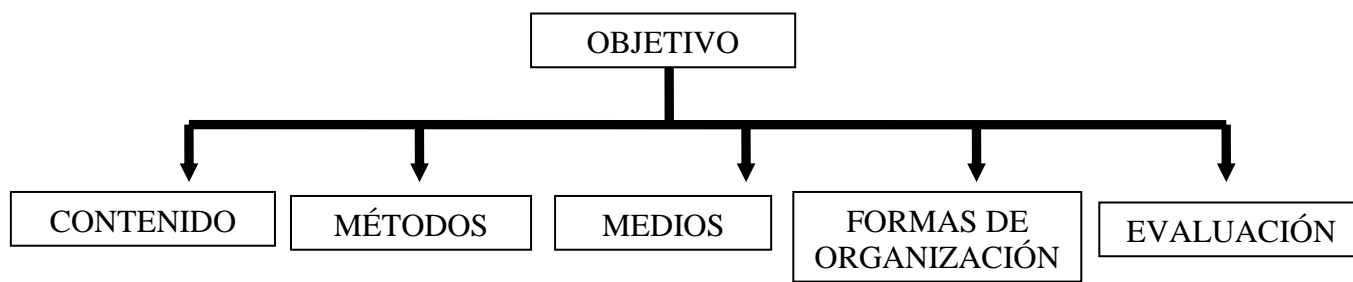 OBJETIVO
CONTENIDO
MÉTODOS
MEDIOS
FORMAS DE
ORGANIZACIÓN
EVALUACIÓN